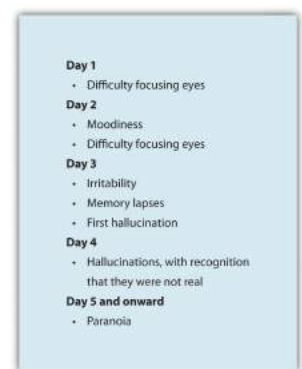 Day 1
• Difficulty focusing eyes
Day 2
• Moodiness
• Difficulty focusing eyes
Day 3
• Irritability
• Memory lapses
• First hallucination
Day 4
• Hallucinations, with recognition
that they were not real
Day 5 and onward
• Paranoia